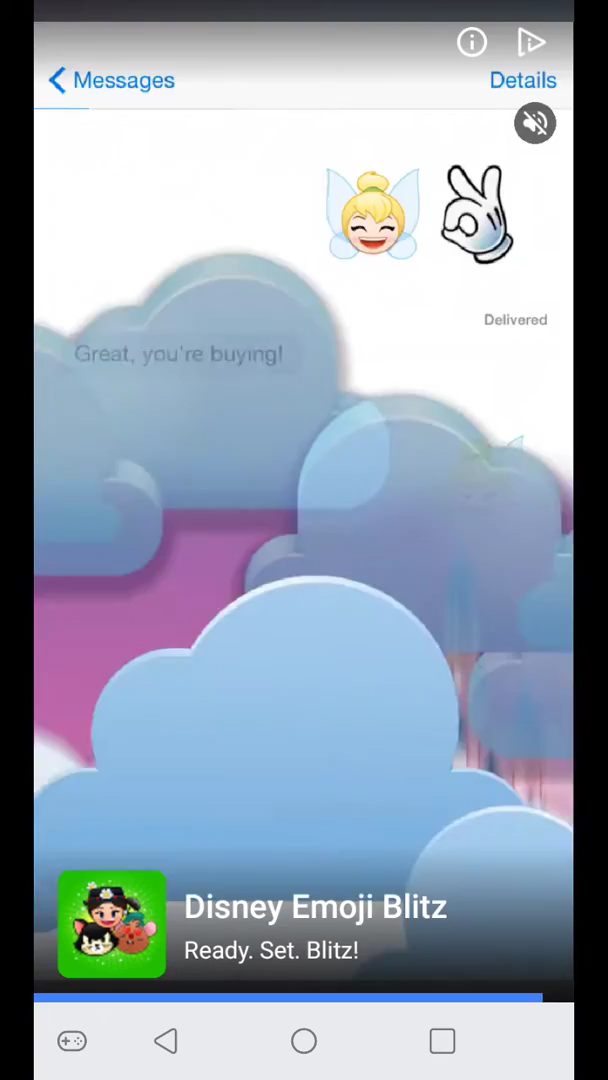 Messages
Details
Delivered
Great, you're buying!
Disney Emoji Blitz
Ready. Set. Blitz!